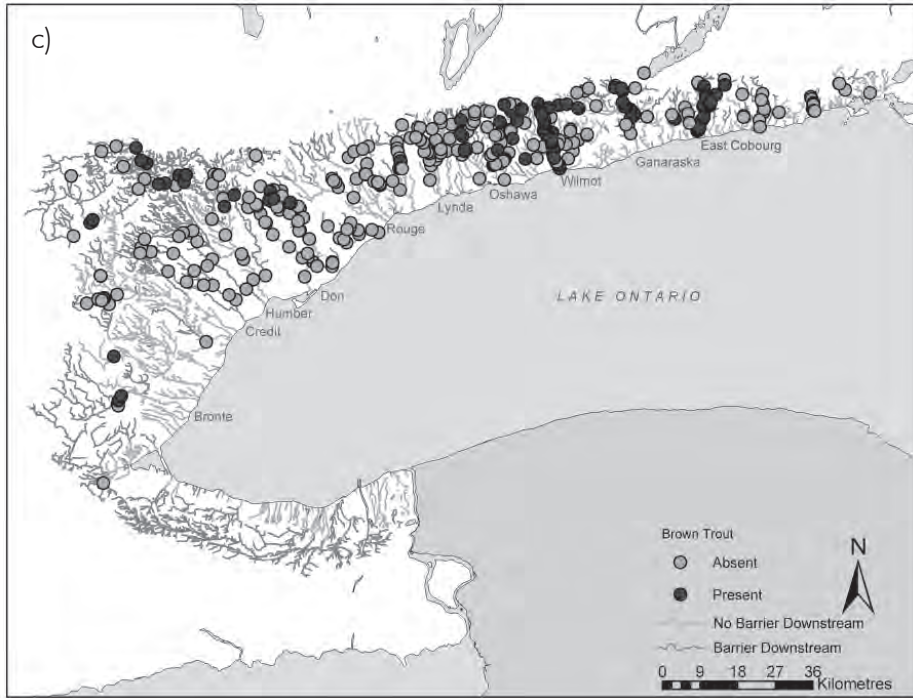 c)
Rouge
Lynde
Oshawa
Wilmot
Ganaraska
East Cobourg
Don
Humber
Credit
Bronte
LAKE ONTARIO
Brown Trout
Absent
Present
No Barrier Downstream
Barrier Downstream
N
0 9 18 27 36
Kilometres